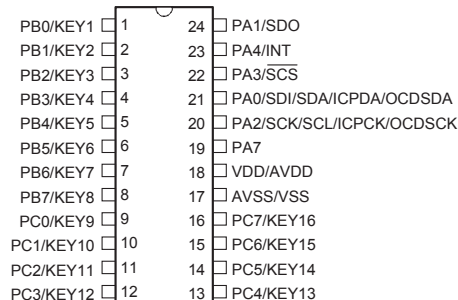 PB0/KEY1 1 24 PA1/SDO
PB1/KEY2 2 23 PA4/INT
PB2/KEY3 3 22 PA3/SCS
PB3/KEY4 4 21 PA0/SDI/SDA/ICPDA/OCDSDA
PB4/KEY5 5 20 PA2/SCK/SCL/ICPCK/OCDSCK
PB5/KEY6 6 19 PA7
PB6/KEY7 7 18 VDD/AVDD
PB7/KEY8 8 17 AVSS/VSS
PC0/KEY9 9 16 PC7/KEY16
PC1/KEY10 10 15 PC6/KEY15
PC2/KEY11 11 14 PC5/KEY14
PC3/KEY12 12 13 PC4/KEY13